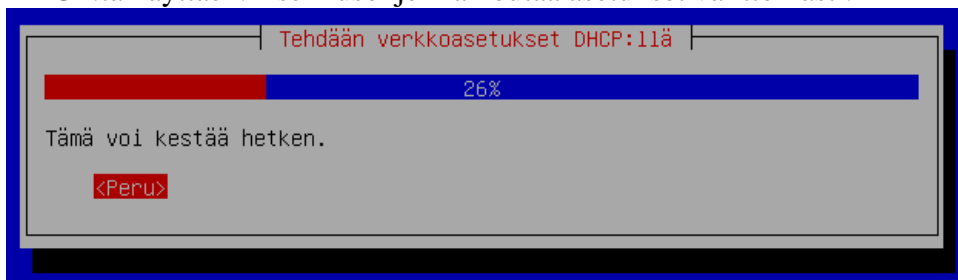 Tehdään verkkoasetukset DHCP:llä
26%
Tämä voi kestää hetken.
<Peru>